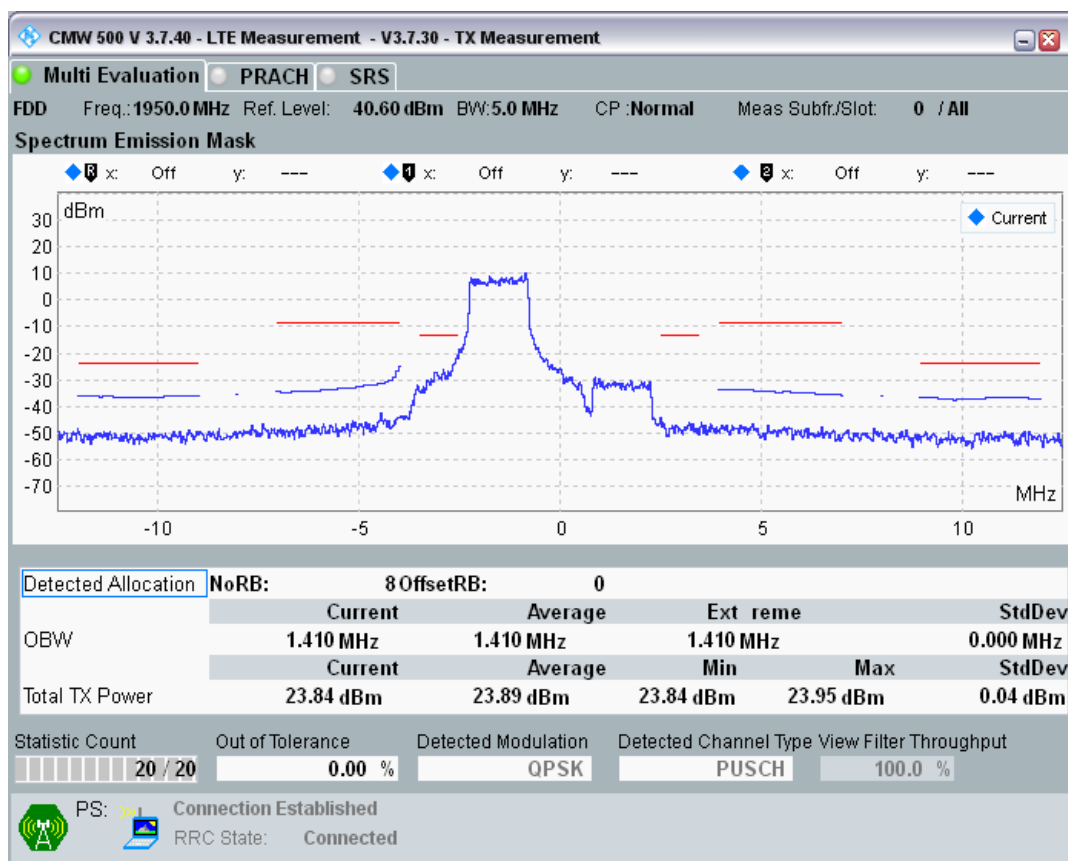 CMW 500 V 3.7.40 - LTE Measurement - V3.7.30 - TX Measurement
Multi Evaluation PRACH SRS
FDD Freq.: 1950.0 MHz Ref. Level: 40.60 dBm BW: 5.0 MHz CP : Normal Meas Subfr./Slot: 0 / All
Spectrum Emission Mask
R x: Off y: --- 1 x: Off y: --- 2 x: Off y: ---
dBm
Current
30
20
10
0
-10
-20
-30
-40
-50
-60
-70
MHz
-10 -5 0 5 10
Detected Allocation NoRB: 8 OffsetRB: 0
Current Average Ext reme StdDev
OBW 1.410 MHz 1.410 MHz 1.410 MHz 0.000 MHz
Current Average Min Max StdDev
Total TX Power 23.84 dBm 23.89 dBm 23.84 dBm 23.95 dBm 0.04 dBm
Statistic Count Out of Tolerance Detected Modulation Detected Channel Type View Filter Throughput
20 / 20 0.00 % QPSK PUSCH 100.0 %
PS: Connection Established
RRC State: Connected